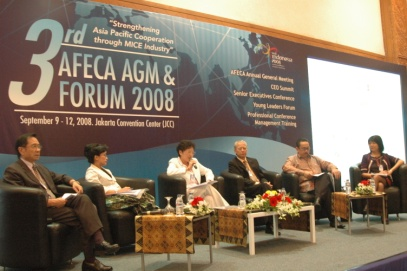 "Strengthening
Asia Pacific Cooperation
through MICE Industry"
3rd
AFECA AGM &
FORUM 2008
September 9 - 12, 2008. Jakarta Convention Center (JCC)
AFECA Annual General Meeting
CEO Summit
Senior Executives Conference
Young Leaders Forum
Professional Conference
Management Training